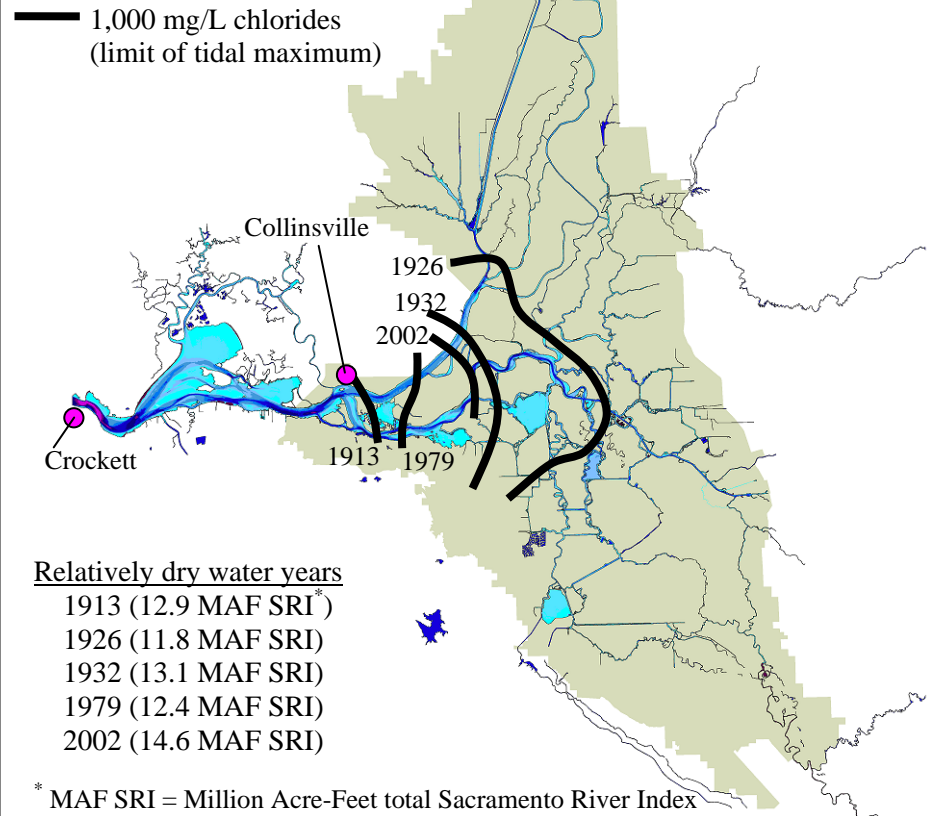 1,000 mg/L chlorides
(limit of tidal maximum)
Collinsville
1926
1932
2002
1913
1979
Crockett
Relatively dry water years
1913 (12.9 MAF SRI*)
1926 (11.8 MAF SRI)
1932 (13.1 MAF SRI)
1979 (12.4 MAF SRI)
2002 (14.6 MAF SRI)
* MAF SRI = Million Acre-Feet total Sacramento River Index